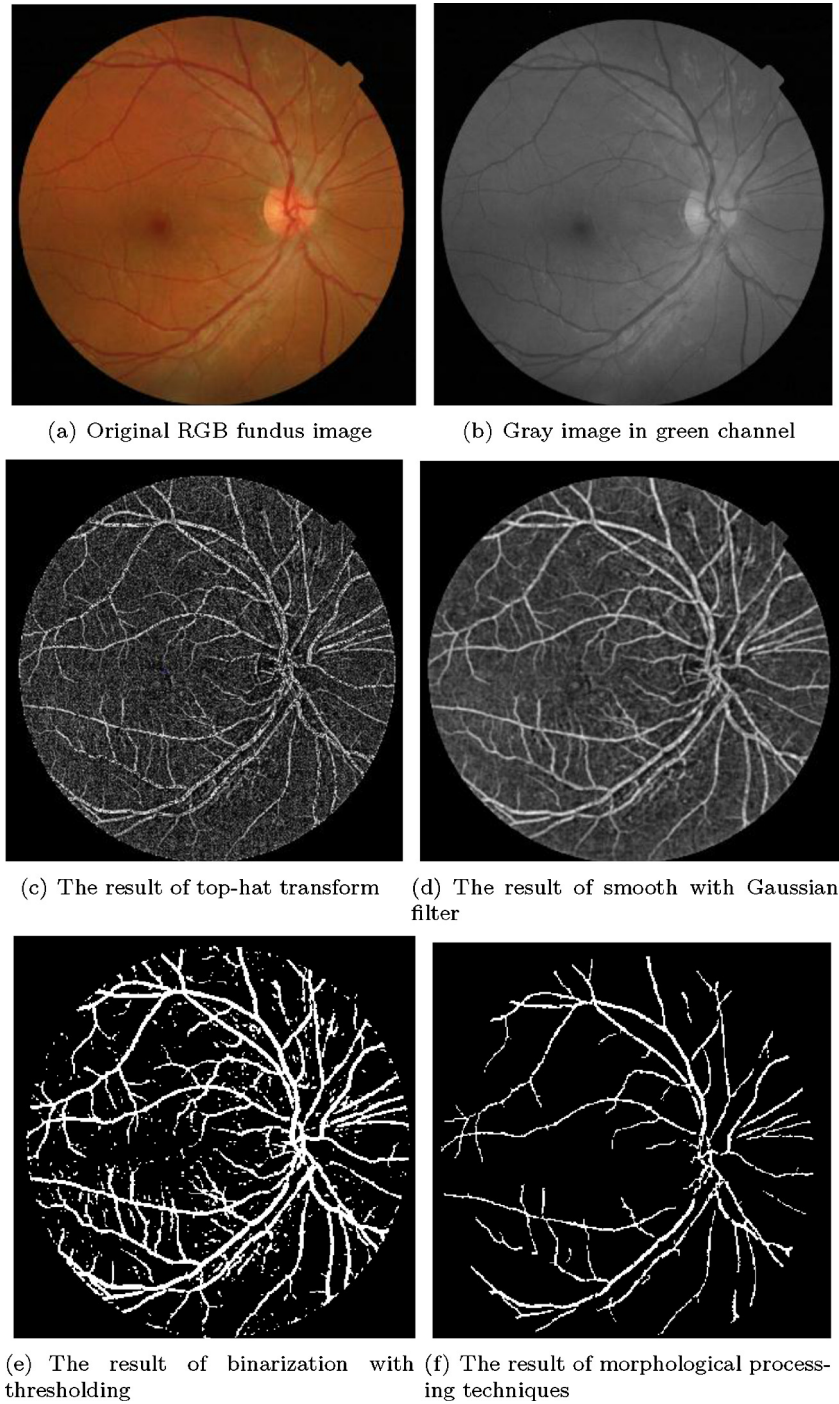 (a) Original RGB fundus image
(b) Gray image in green channel
(c) The result of top-hat transform
(d) The result of smooth with Gaussian
filter
(e) The result of binarization with
thresholding
(f) The result of morphological process-
ing techniques